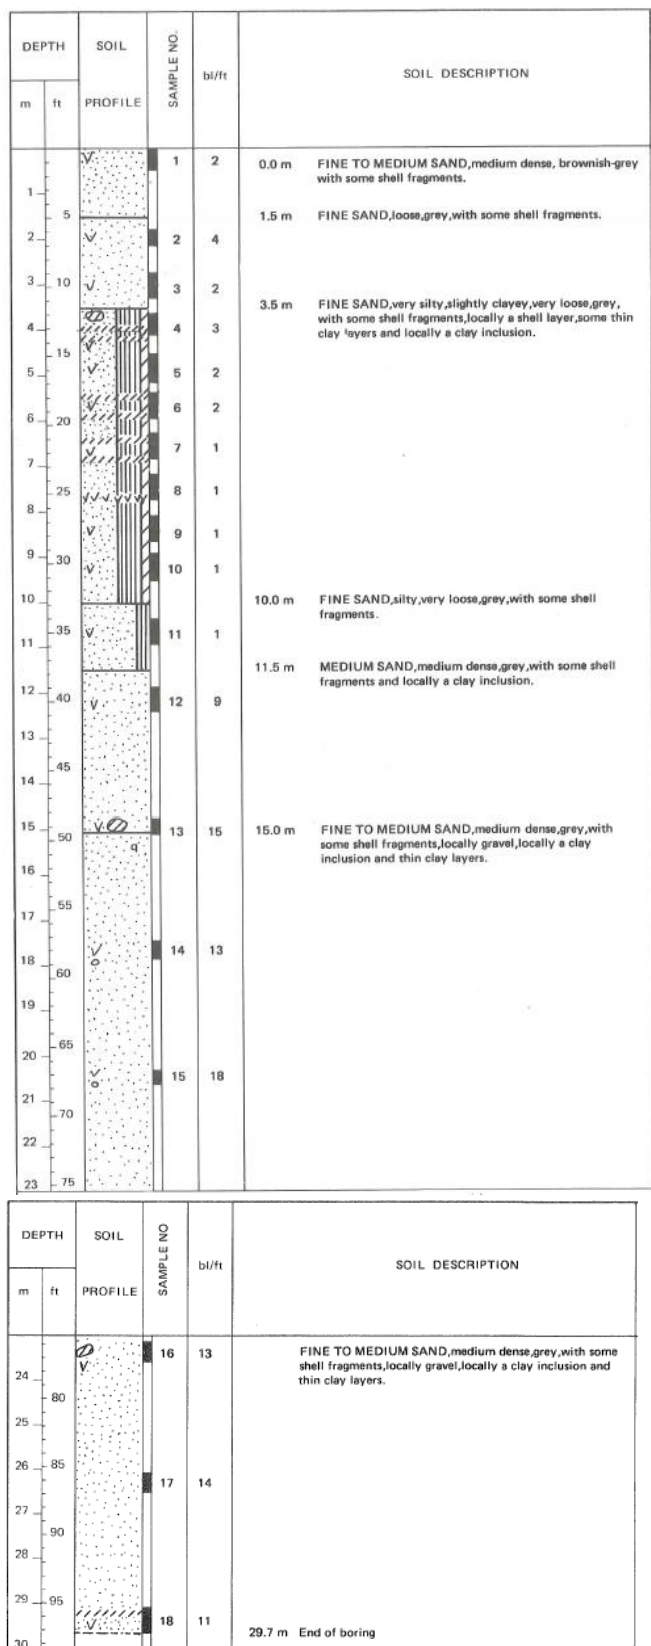 DEPTH SOIL SAMPLE NO. bl/ft SOIL DESCRIPTION
m ft PROFILE
1 2 0.0 m FINE TO MEDIUM SAND,medium dense, brownish-grey
with some shell fragments.
1
5 1.5 m FINE SAND,loose,grey,with some shell fragments.
2 2 4
3 10 3 2
3.5 m FINE SAND,very silty,slightly clayey,very loose,grey,
with some shell fragments,locally a shell layer,some thin
4 4 3
clay layers and locally a clay inclusion.
15
5 5 2
6 2
6 20
7 1
7
25 8 1
8
9 1
9 30
10 1
10 10.0 m FINE SAND,silty,very loose,grey,with some shell
fragments.
35 11 1
11
11.5 m MEDIUM SAND,medium dense,grey,with some shell
fragments and locally a clay inclusion.
12 40 12 9
13
45
14
15 13 15 15.0 m FINE TO MEDIUM SAND,medium dense,grey,with
50 some shell fragments,locally gravel,locally a clay
q inclusion and thin clay layers.
16
55
17
14 13
18
60
19
65
20
15 18
21
70
22
23 75
DEPTH SOIL SAMPLE NO bl/ft SOIL DESCRIPTION
m ft PROFILE
16 13 FINE TO MEDIUM SAND,medium dense,grey,with some
shell fragments,locally gravel,locally a clay inclusion and
24 thin clay layers.
80
25
26 85
17 14
27
90
28
29 95
18 11
29.7 m End of boring
30